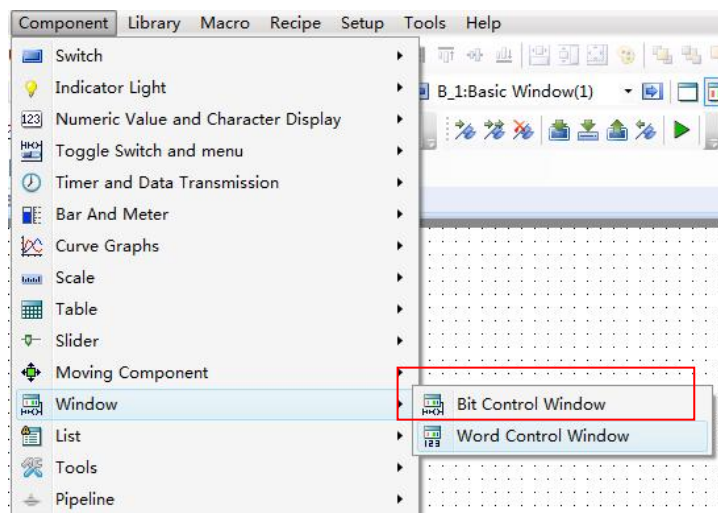 Component Library Macro Recipe Setup Tools Help
Switch
Indicator Light
B_1:Basic Window(1)
123 Numeric Value and Character Display
Toggle Switch and menu
Timer and Data Transmission
Bar And Meter
Curve Graphs
Scale
Table
Slider
Moving Component
Window
Bit Control Window
List
123 Word Control Window
Tools
Pipeline